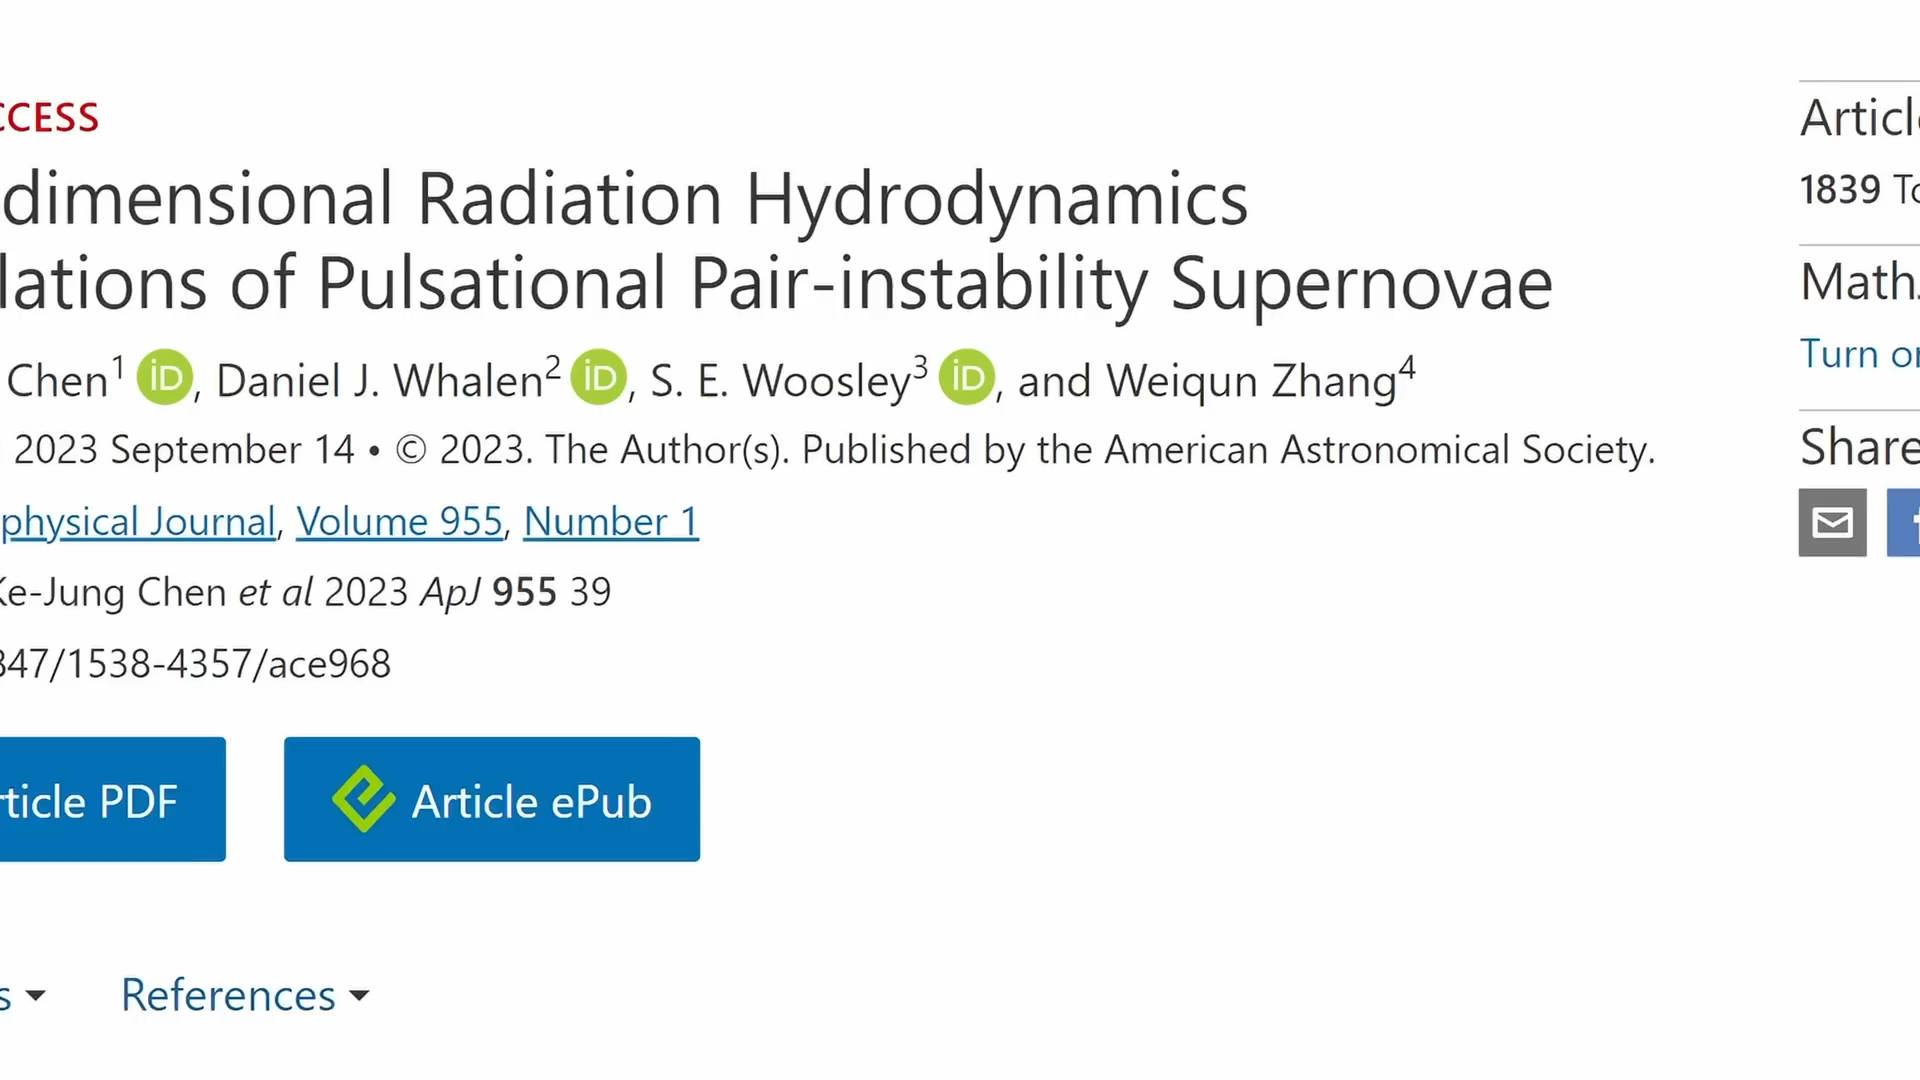 CCESS
dimensional Radiation Hydrodynamics
lations of Pulsational Pair-instability Supernovae
Chen1 iD, Daniel J. Whalen2 iD, S. E. Woosley3 iD, and Weiqun Zhang4
2023 September 14 • © 2023. The Author(s). Published by the American Astronomical Society.
physical Journal, Volume 955, Number 1
Ke-Jung Chen et al 2023 ApJ 955 39
347/1538-4357/ace968
rticle PDF
Article ePub
s
References
Articl
1839 To
Math
Turn or
Share